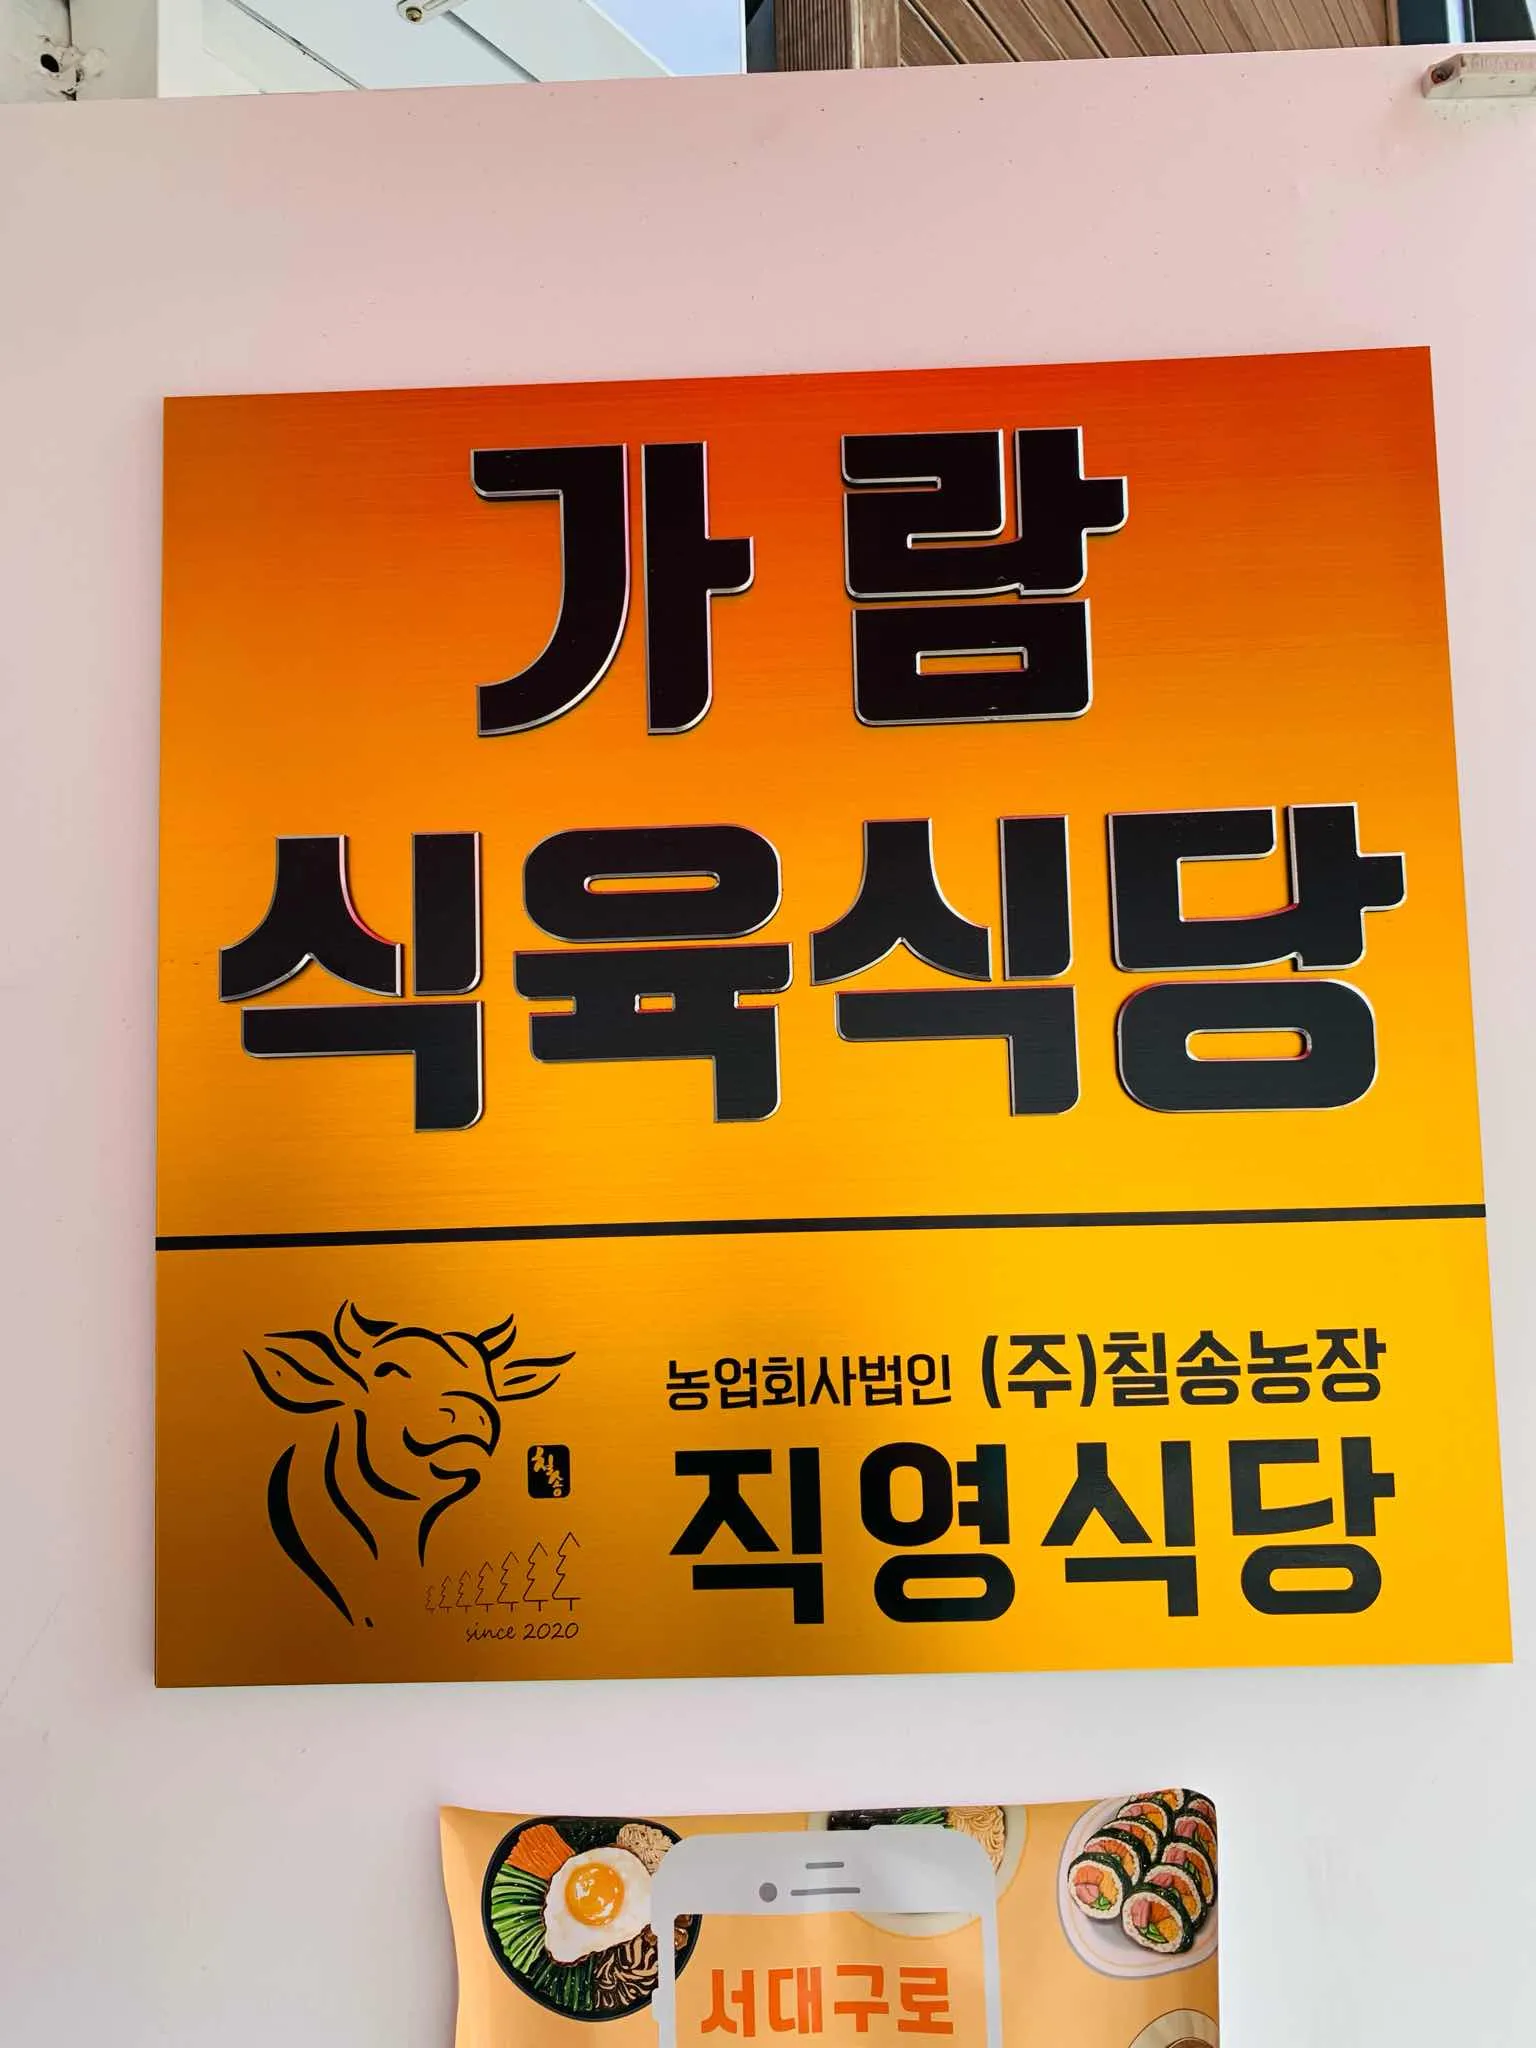 가람
식육식당
농업회사법인 (주)칠송농장
직영식당
칠송
since 2020
서대구로